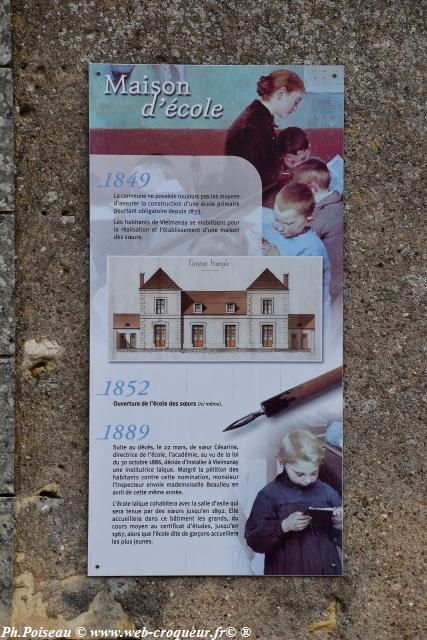 Maison
d'école
1849
La commune ne possède toujours pas les moyens
d'assurer la construction d'une école primaire
pourtant obligatoire depuis 1833.
Les habitants de Vielmanay se mobilisent pour
la réalisation et l'établissement d'une maison
des sœurs.
Elévation Principale
1852
Ouverture de l'école des sœurs (ici même).
1889
Suite au décès, le 22 mars, de sœur Césarine,
directrice de l'école, l'académie, au vu de la loi
du 30 octobre 1886, décide d'installer à Vielmanay
une institutrice laïque. Malgré la pétition des
habitants contre cette nomination, monsieur
l'Inspecteur envoie mademoiselle Beaulieu en
avril de cette même année.
L'école laïque cohabitera avec la salle d'asile qui
sera tenue par des sœurs jusqu'en 1892. Elle
accueillera dans ce bâtiment les grands, du
cours moyen au certificat d'études, jusqu'en
1967, alors que l'école dite de garçons accueillera
les plus jeunes.
Ph.Poiseau ©® www-web-croqueur.fr©®